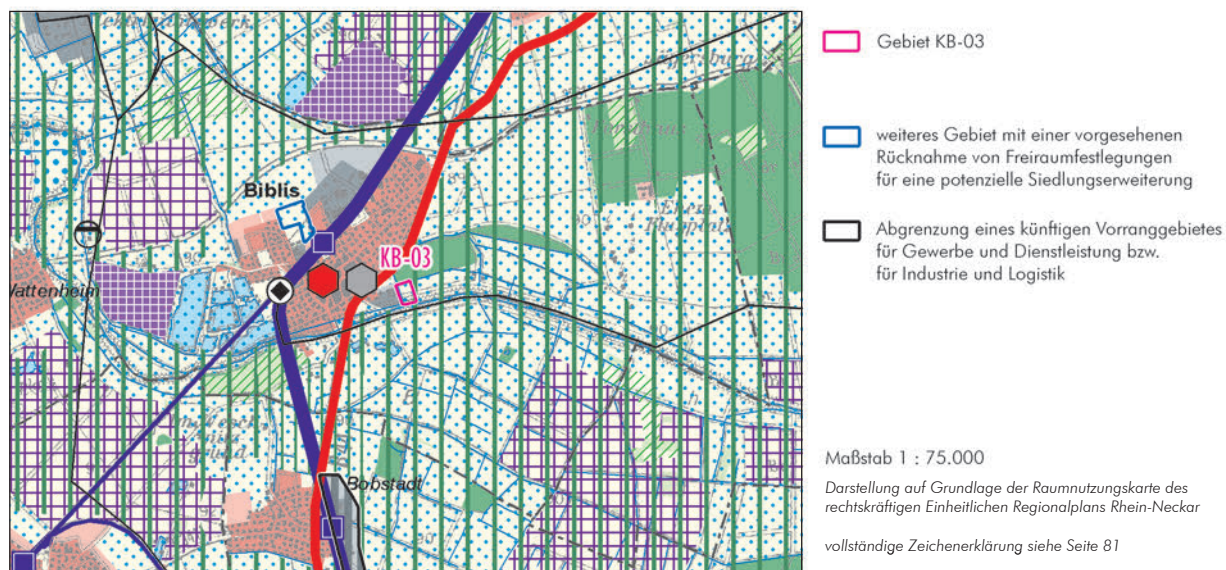 Biblis
KB-03
Wattenheim
Bobstadt
Gebiet KB-03
weiteres Gebiet mit einer vorgesehenen
Rücknahme von Freiraumfestlegungen
für eine potenzielle Siedlungserweiterung
Abgrenzung eines künftigen Vorranggebietes
für Gewerbe und Dienstleistung bzw.
für Industrie und Logistik
Maßstab 1 : 75.000
Darstellung auf Grundlage der Raumnutzungskarte des
rechtskräftigen Einheitlichen Regionalplans Rhein-Neckar
vollständige Zeichenerklärung siehe Seite 81